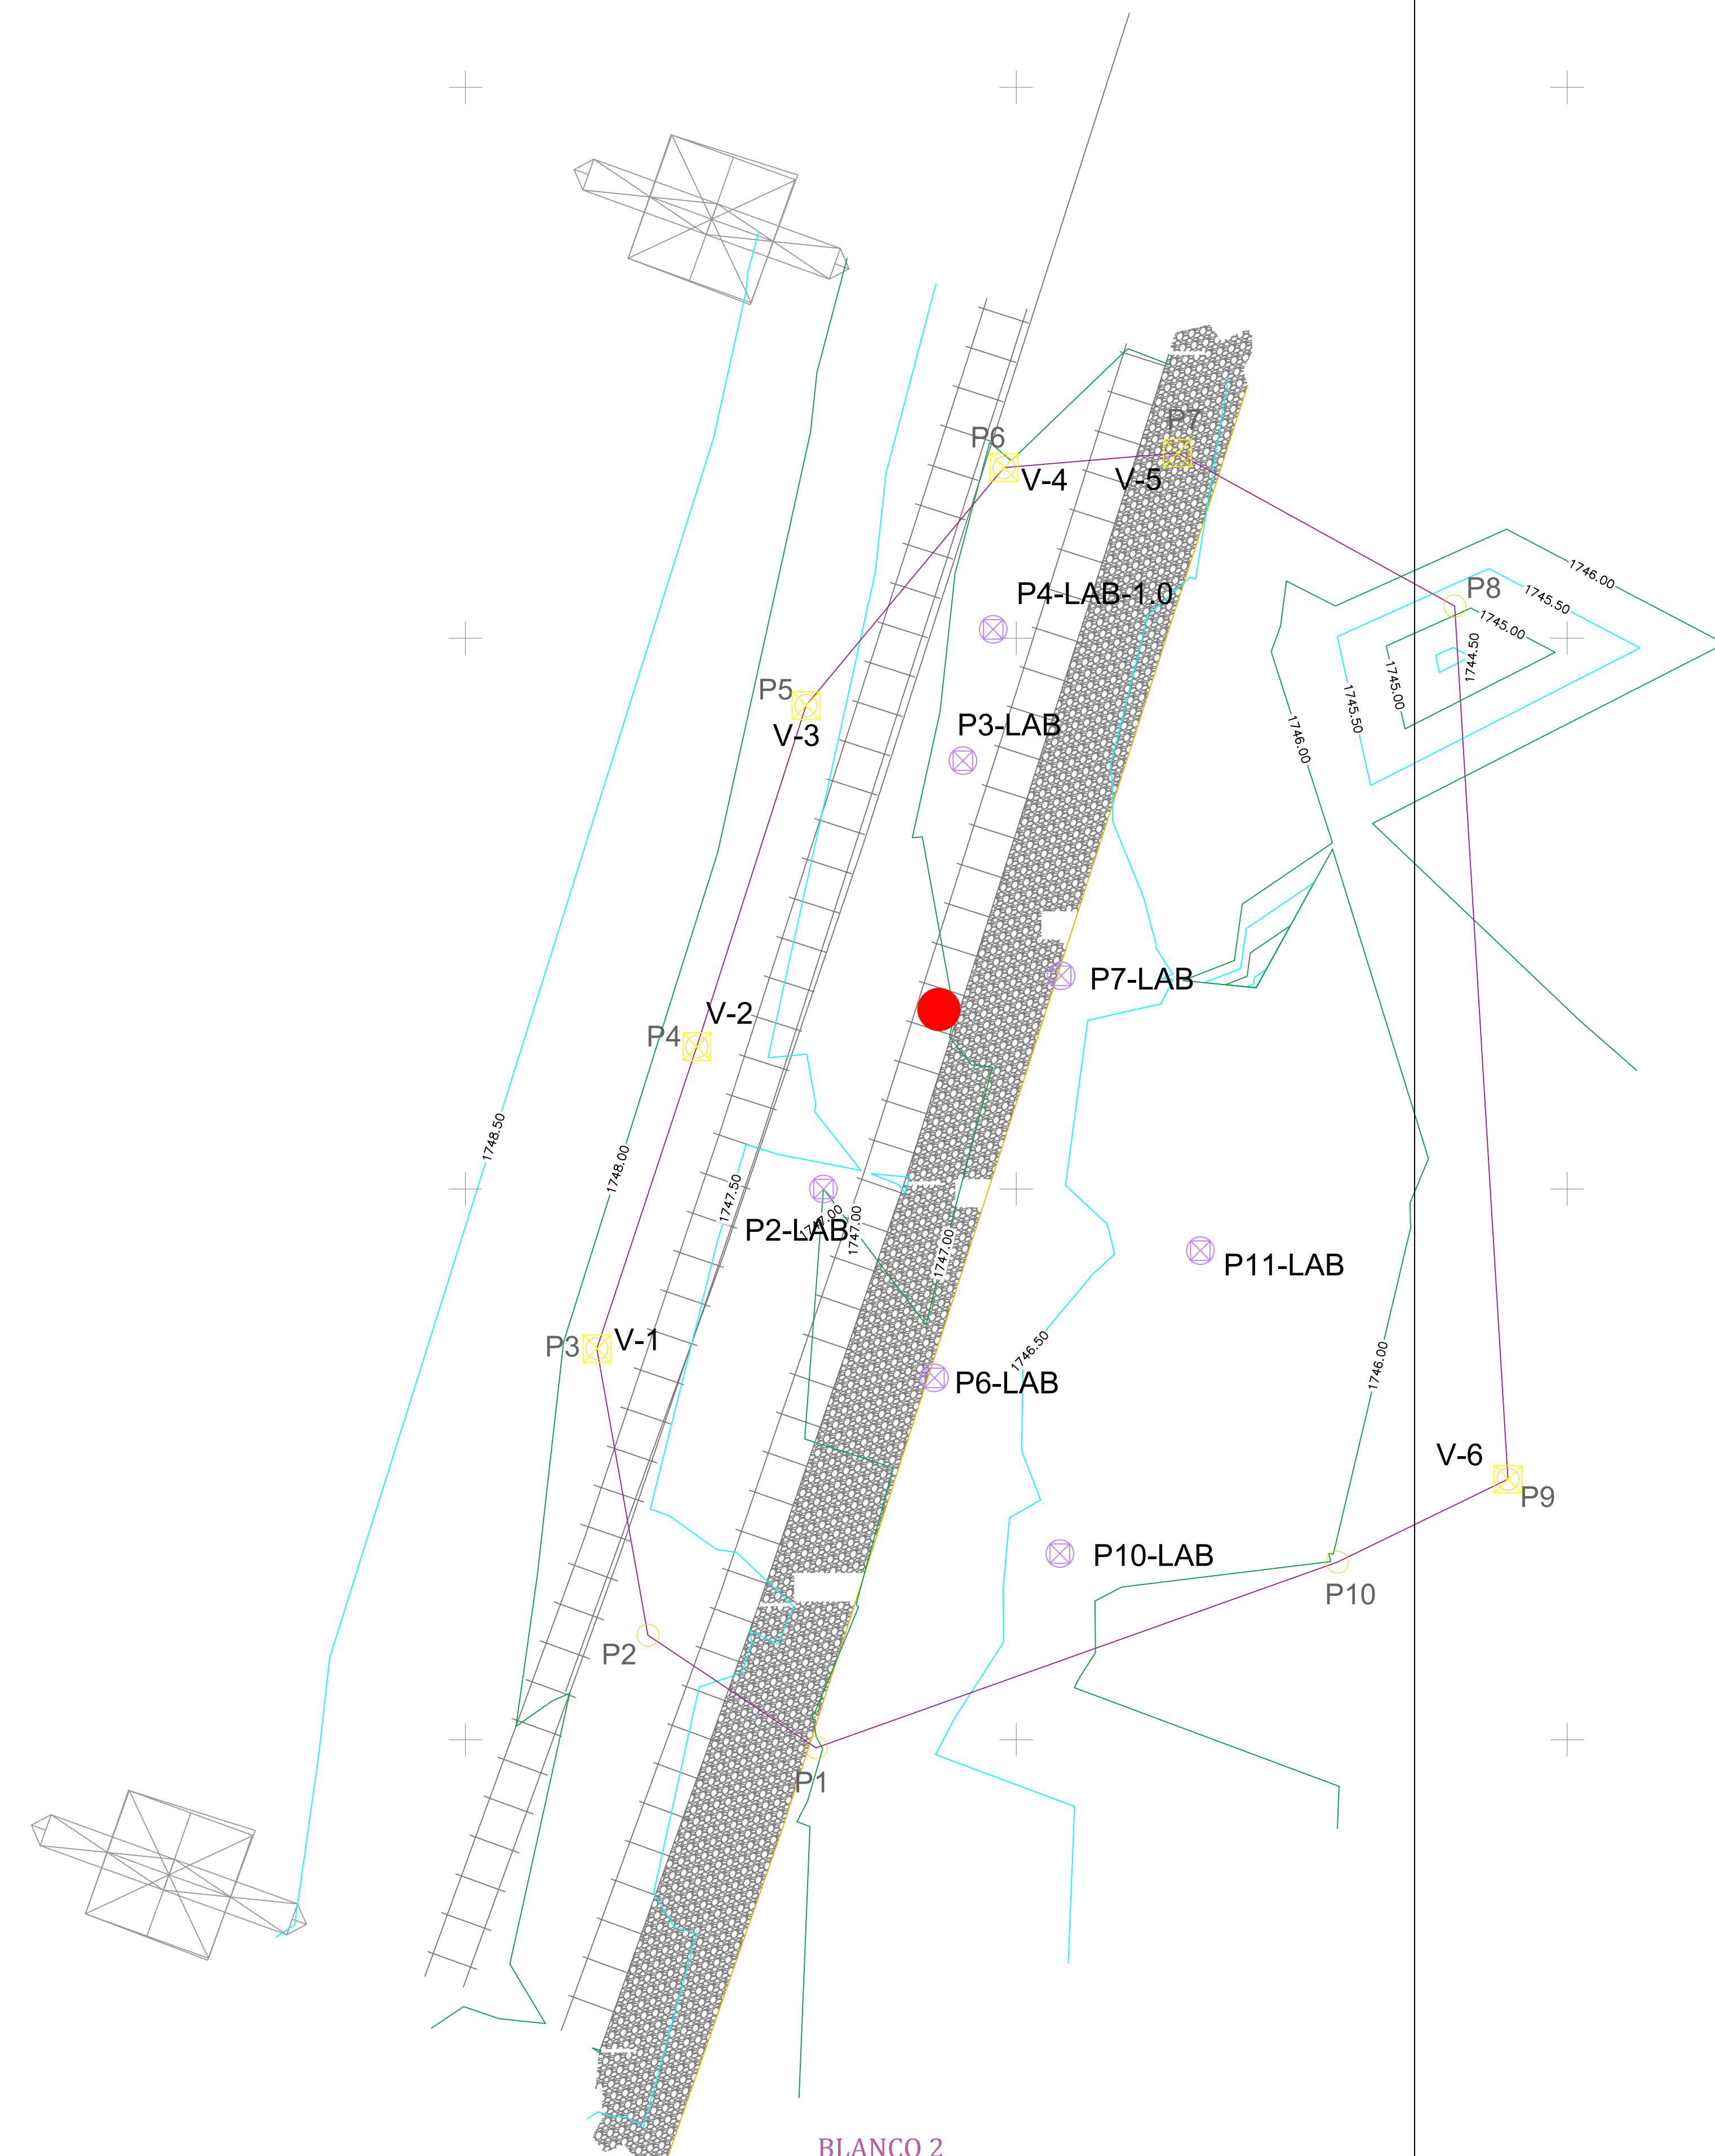 P7
P6
V-4
V-5
1746.00
P8
1745.50
P4-LAB-1.0
1745.00
1744.50
1745.00
P5
1745.50
V-3
P3-LAB
1746.00
P7-LAB
V-2
P4
1748.50
1748.00
1747.50
1747.00
P2-LAB
1747.00
1747.00
P11-LAB
V-1
P3
1746.50
1746.00
P6-LAB
V-6
P9
P10-LAB
P10
P2
P1
BLANCO 2